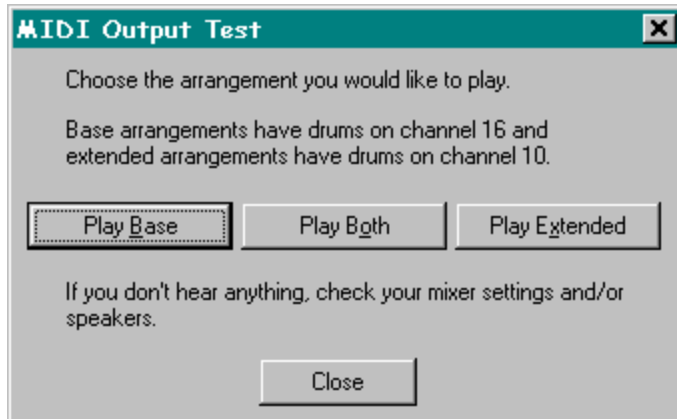 MIDI Output Test
Choose the arrangement you would like to play.
Base arrangements have drums on channel 16 and
extended arrangements have drums on channel 10.
Play Base Play Both Play Extended
If you don't hear anything, check your mixer settings and/or
speakers.
Close